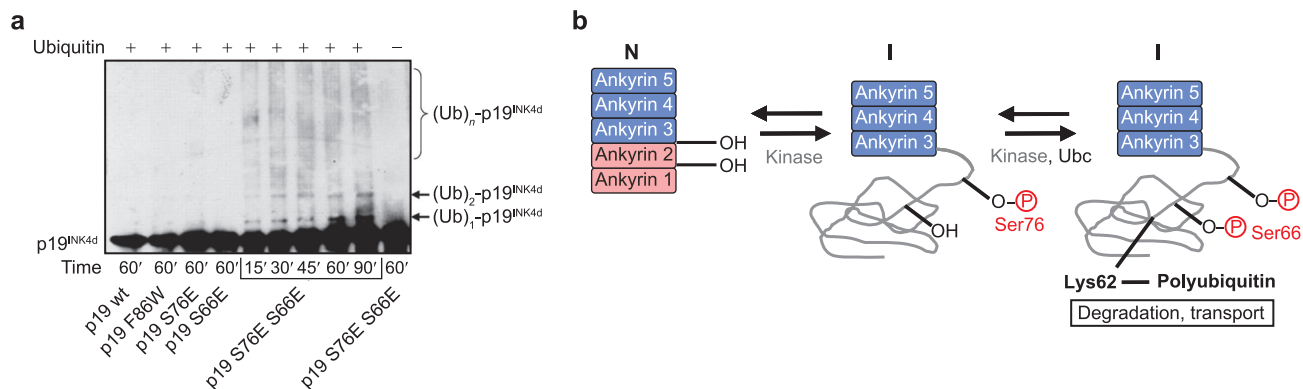 a
Ubiquitin + + + + + + + + + –
(Ub)n-p19INK4d
(Ub)2-p19INK4d
(Ub)1-p19INK4d
p19INK4d
Time 60′ 60′ 60′ 60′ 15′ 30′ 45′ 60′ 90′ 60′
p19 wt
p19 F86W
p19 S76E
p19 S66E
p19 S76E S66E
p19 S76E S66E
b
N
Ankyrin 5
Ankyrin 4
Ankyrin 3
Ankyrin 2
Ankyrin 1
OH
OH
Kinase
I
Ankyrin 5
Ankyrin 4
Ankyrin 3
OH
O–P
Ser76
Kinase, Ubc
I
Ankyrin 5
Ankyrin 4
Ankyrin 3
O–P
O–P
Ser66
Lys62 — Polyubiquitin
Degradation, transport